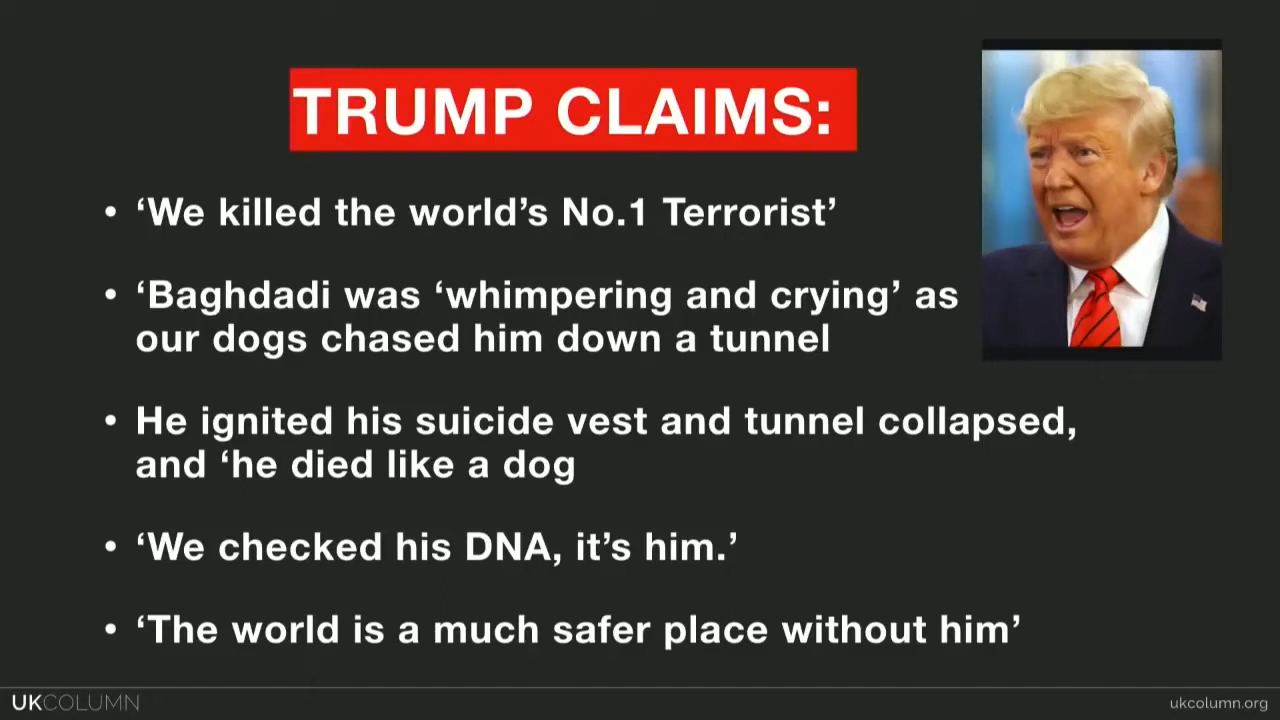 TRUMP CLAIMS:
• ‘We killed the world’s No.1 Terrorist’
• ‘Baghdadi was ‘whimpering and crying’ as
our dogs chased him down a tunnel
• He ignited his suicide vest and tunnel collapsed,
and ‘he died like a dog
• ‘We checked his DNA, it’s him.’
• ‘The world is a much safer place without him’
UKCOLUMN
ukcolumn.org